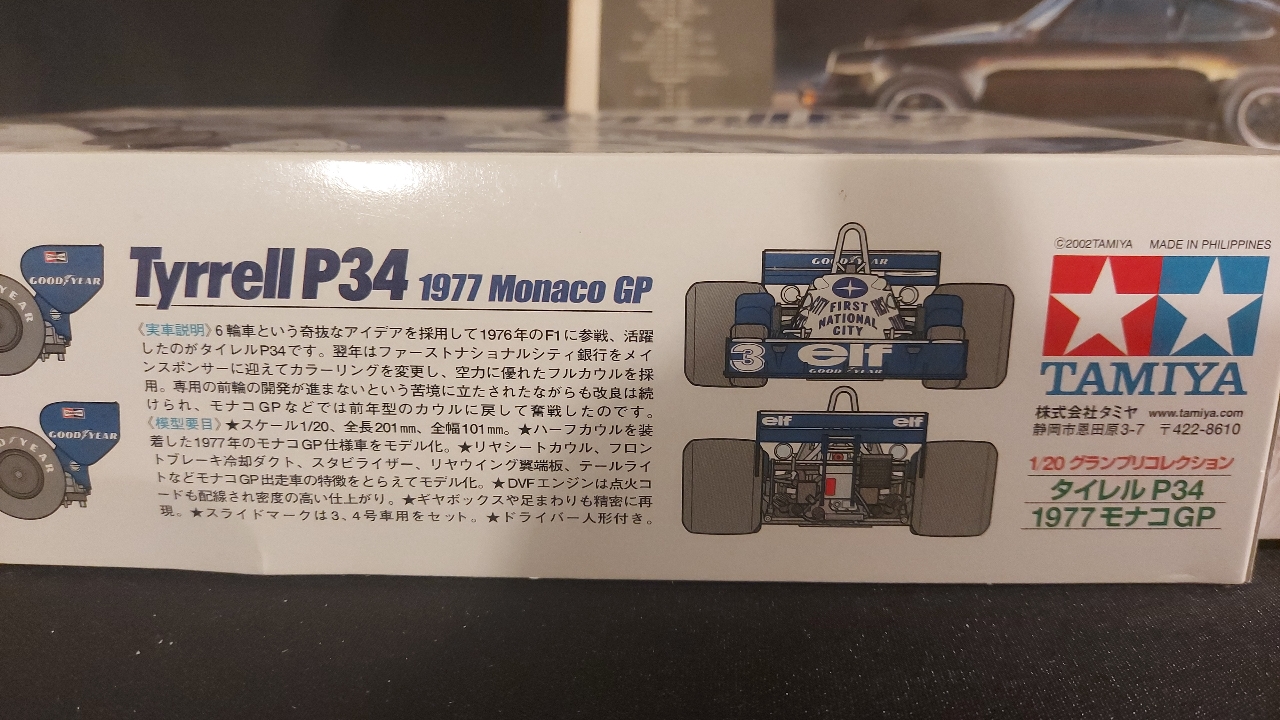 GOODYEAR
EAR
GOODYEAR
Tyrrell P34 1977 Monaco GP
《実車説明》6輪車という奇抜なアイデアを採用して1976年のF1に参戦、活躍
したのがタイレルP34です。翌年はファーストナショナルシティ銀行をメイ
ンスポンサーに迎えてカラーリングを変更し、空力に優れたフルカウルを採
用。専用の前輪の開発が進まないという苦境に立たされながらも改良は続
けられ、モナコGPなどでは前年型のカウルに戻して奮戦したのです。
《模型要目》★スケール1/20、全長201mm、全幅101mm。★ハーフカウルを装
着した1977年のモナコGP仕様車をモデル化。★リヤシートカウル、フロン
トブレーキ冷却ダクト、スタビライザー、リヤウイング翼端板、テールライ
トなどモナコGP出走車の特徴をとらえてモデル化。★DVFエンジンは点火コ
ードも配線され密度の高い仕上がり。★ギヤボックスや足まわりも精密に再
現。★スライドマークは3、4号車用をセット。★ドライバー人形付き。
GOODYEAR
FIRST
NATIONAL
CITY
3 elf
GOODYEAR
elf elf
©2002TAMIYA MADE IN PHILIPPINES
TAMIYA
株式会社タミヤ www.tamiya.com
静岡市恩田原3-7 〒422-8610
1/20 グランプリコレクション
タイレル P34
1977モナコGP